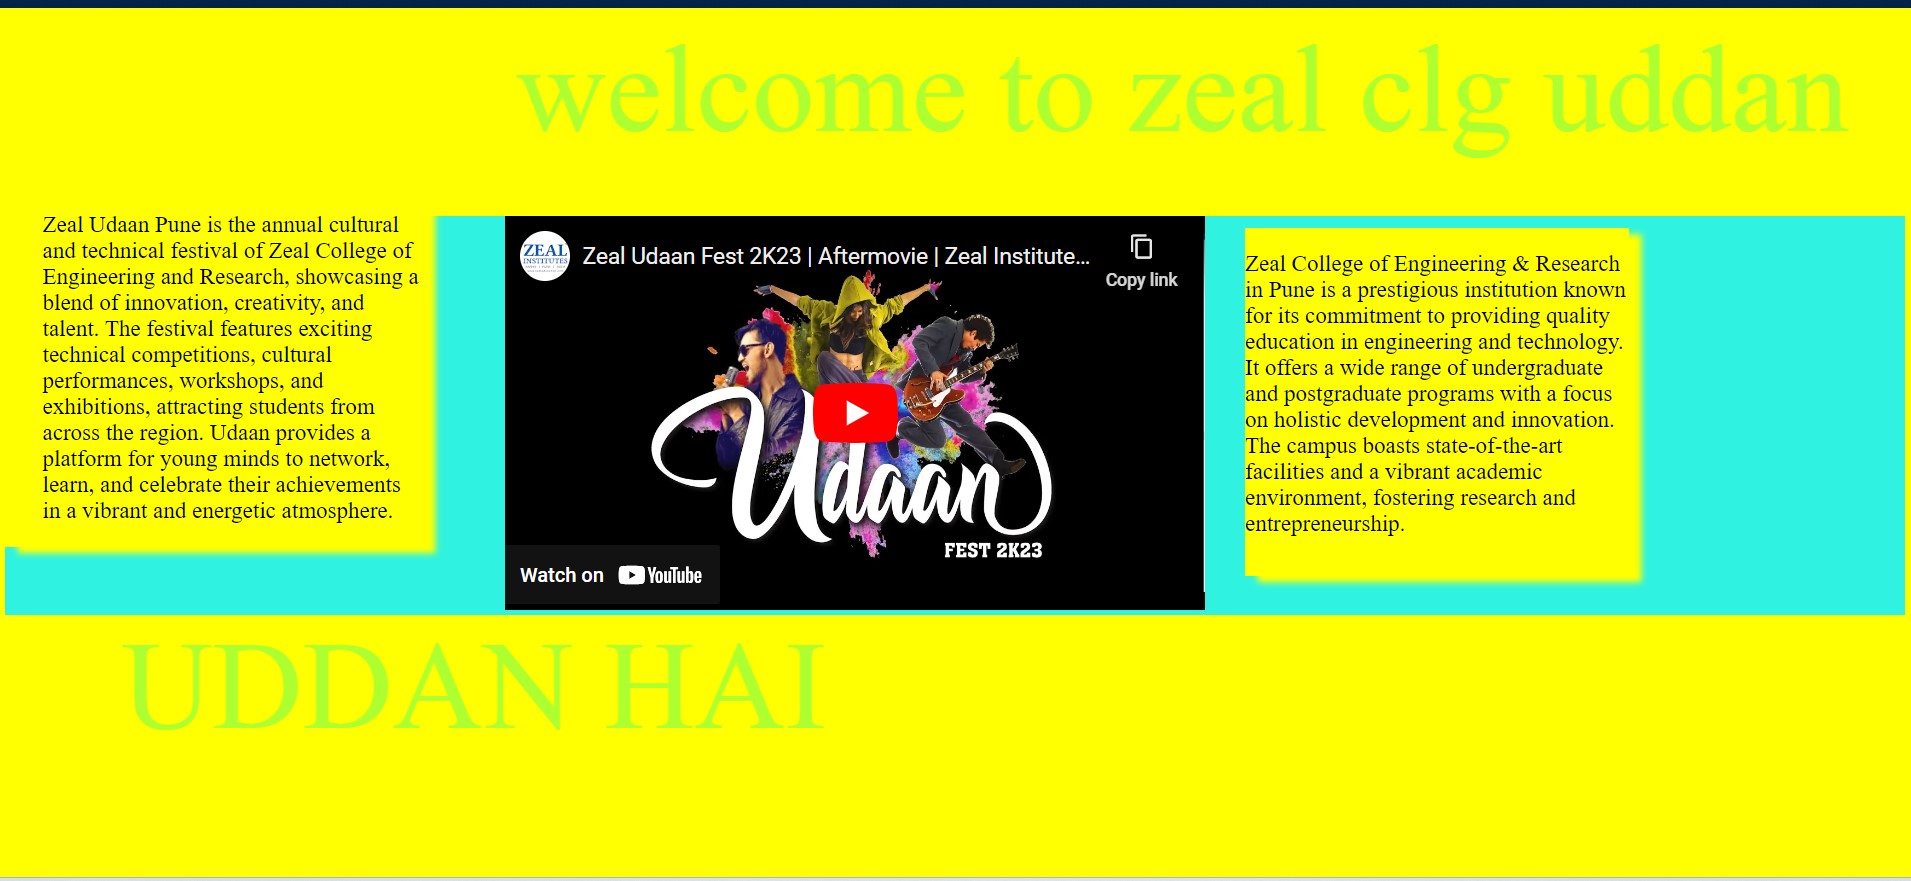 welcome to zeal clg uddan
Zeal Udaan Pune is the annual cultural
and technical festival of Zeal College of
Engineering and Research, showcasing a
blend of innovation, creativity, and
talent. The festival features exciting
technical competitions, cultural
performances, workshops, and
exhibitions, attracting students from
across the region. Udaan provides a
platform for young minds to network,
learn, and celebrate their achievements
in a vibrant and energetic atmosphere.
ZEAL
INSTITUTES
Zeal Udaan Fest 2K23 | Aftermovie | Zeal Institute...
Copy link
Udaan
FEST 2K23
Watch on YouTube
Zeal College of Engineering & Research
in Pune is a prestigious institution known
for its commitment to providing quality
education in engineering and technology.
It offers a wide range of undergraduate
and postgraduate programs with a focus
on holistic development and innovation.
The campus boasts state-of-the-art
facilities and a vibrant academic
environment, fostering research and
entrepreneurship.
UDDAN HAI